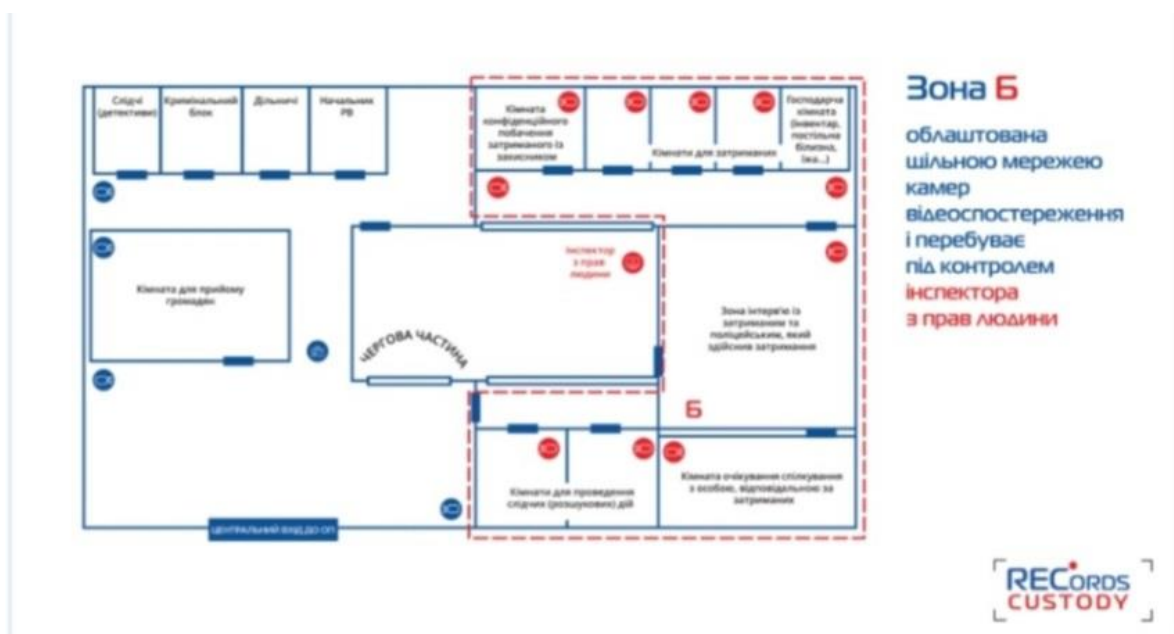 Зона Б
облаштована
щільною мережею
камер
відеоспостереження
і перебуває
під контролем
інспектора
з прав людини
Слідчі
(детективи)
Кримінальний
блок
Дільничі
Начальник
РВ
Кімната
конфіденційного
побачення
затриманого із
захисником
Кімнати для затриманих
Господарча
кімната
(інвентар,
постільна
білизна,
їжа...)
Інспектор
з прав
людини
Кімната для прийому
громадян
ЧЕРГОВА ЧАСТИНА
Зона інтерв'ю із
затриманим та
поліцейським, який
здійснив затримання
Б
Кімнати для проведення
слідчих (розшукових) дій
Кімната очікування спілкування
з особою, відповідальною за
затриманих
ЦЕНТРАЛЬНИЙ ВХІД ДО ОП
RECORDS
CUSTODY